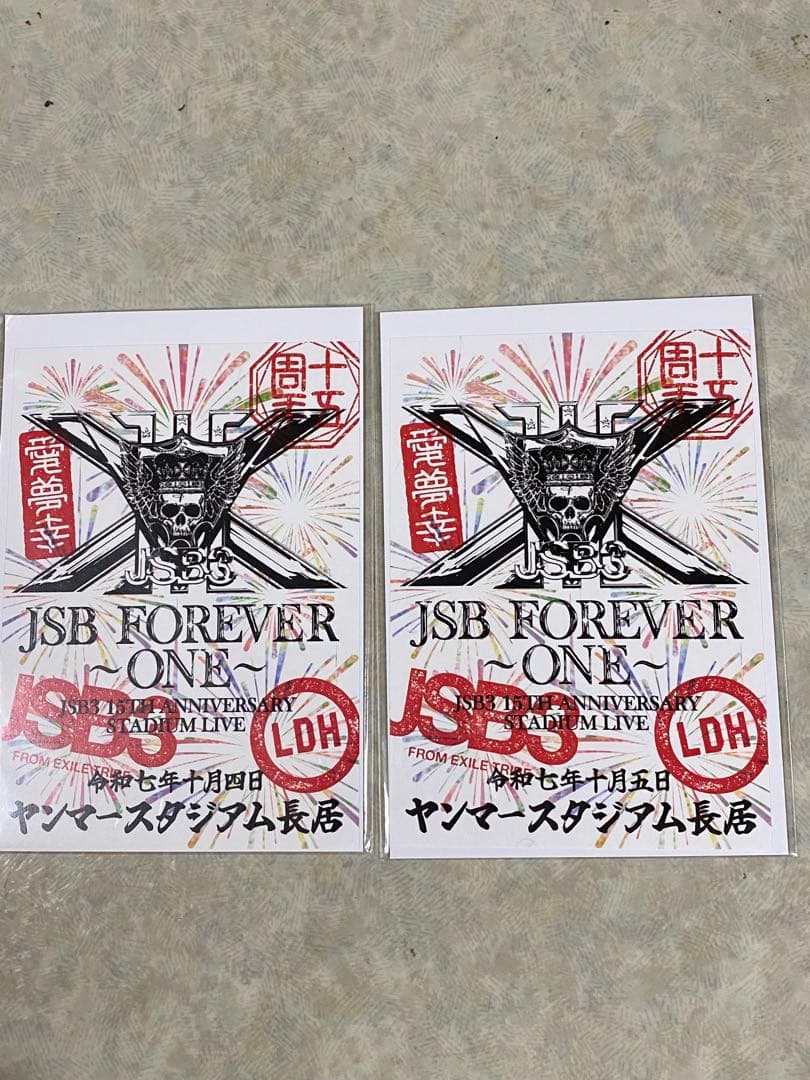 十五
周年
愛夢幸
JSB3
JSB FOREVER
~ONE~
JSB3 15TH ANNIVERSARY
STADIUM LIVE
JSB3
FROM EXILE TRIBE
LDH
令和七年十月四日
ヤンマースタジアム長居
十五
周年
愛夢幸
JSB3
JSB FOREVER
~ONE~
JSB3 15TH ANNIVERSARY
STADIUM LIVE
JSB3
FROM EXILE TRIBE
LDH
令和七年十月五日
ヤンマースタジアム長居